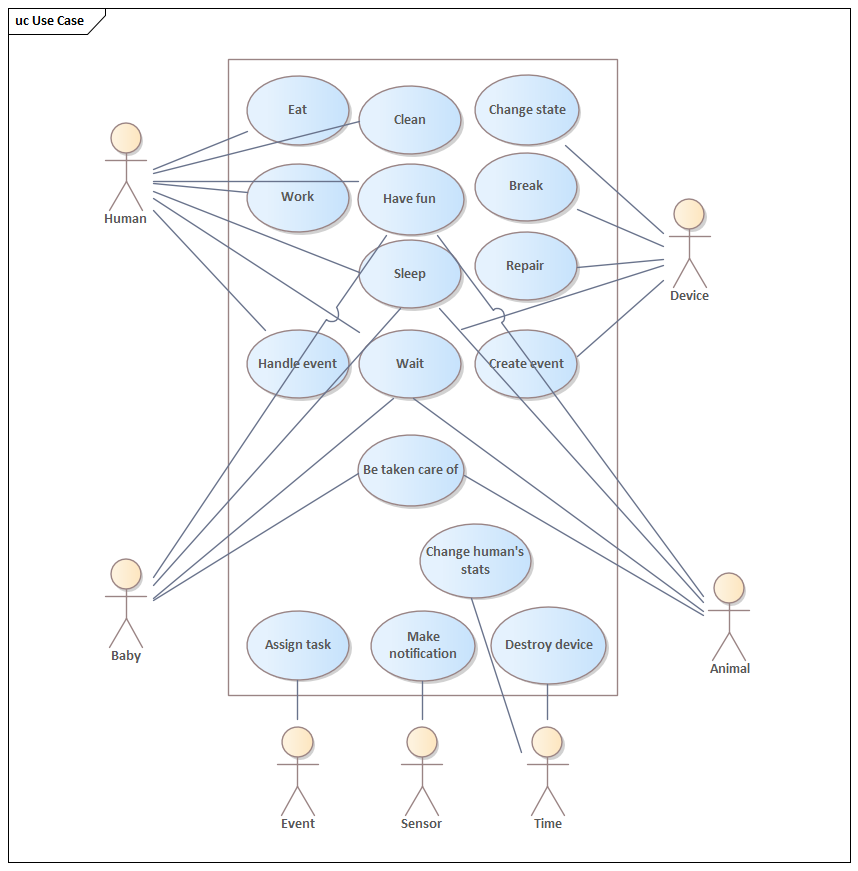 uc Use Case
Eat
Clean
Change state
Human
Work
Have fun
Break
Sleep
Repair
Device
Handle event
Wait
Create event
Be taken care of
Change human's
stats
Baby
Assign task
Make
notification
Destroy device
Animal
Event
Sensor
Time